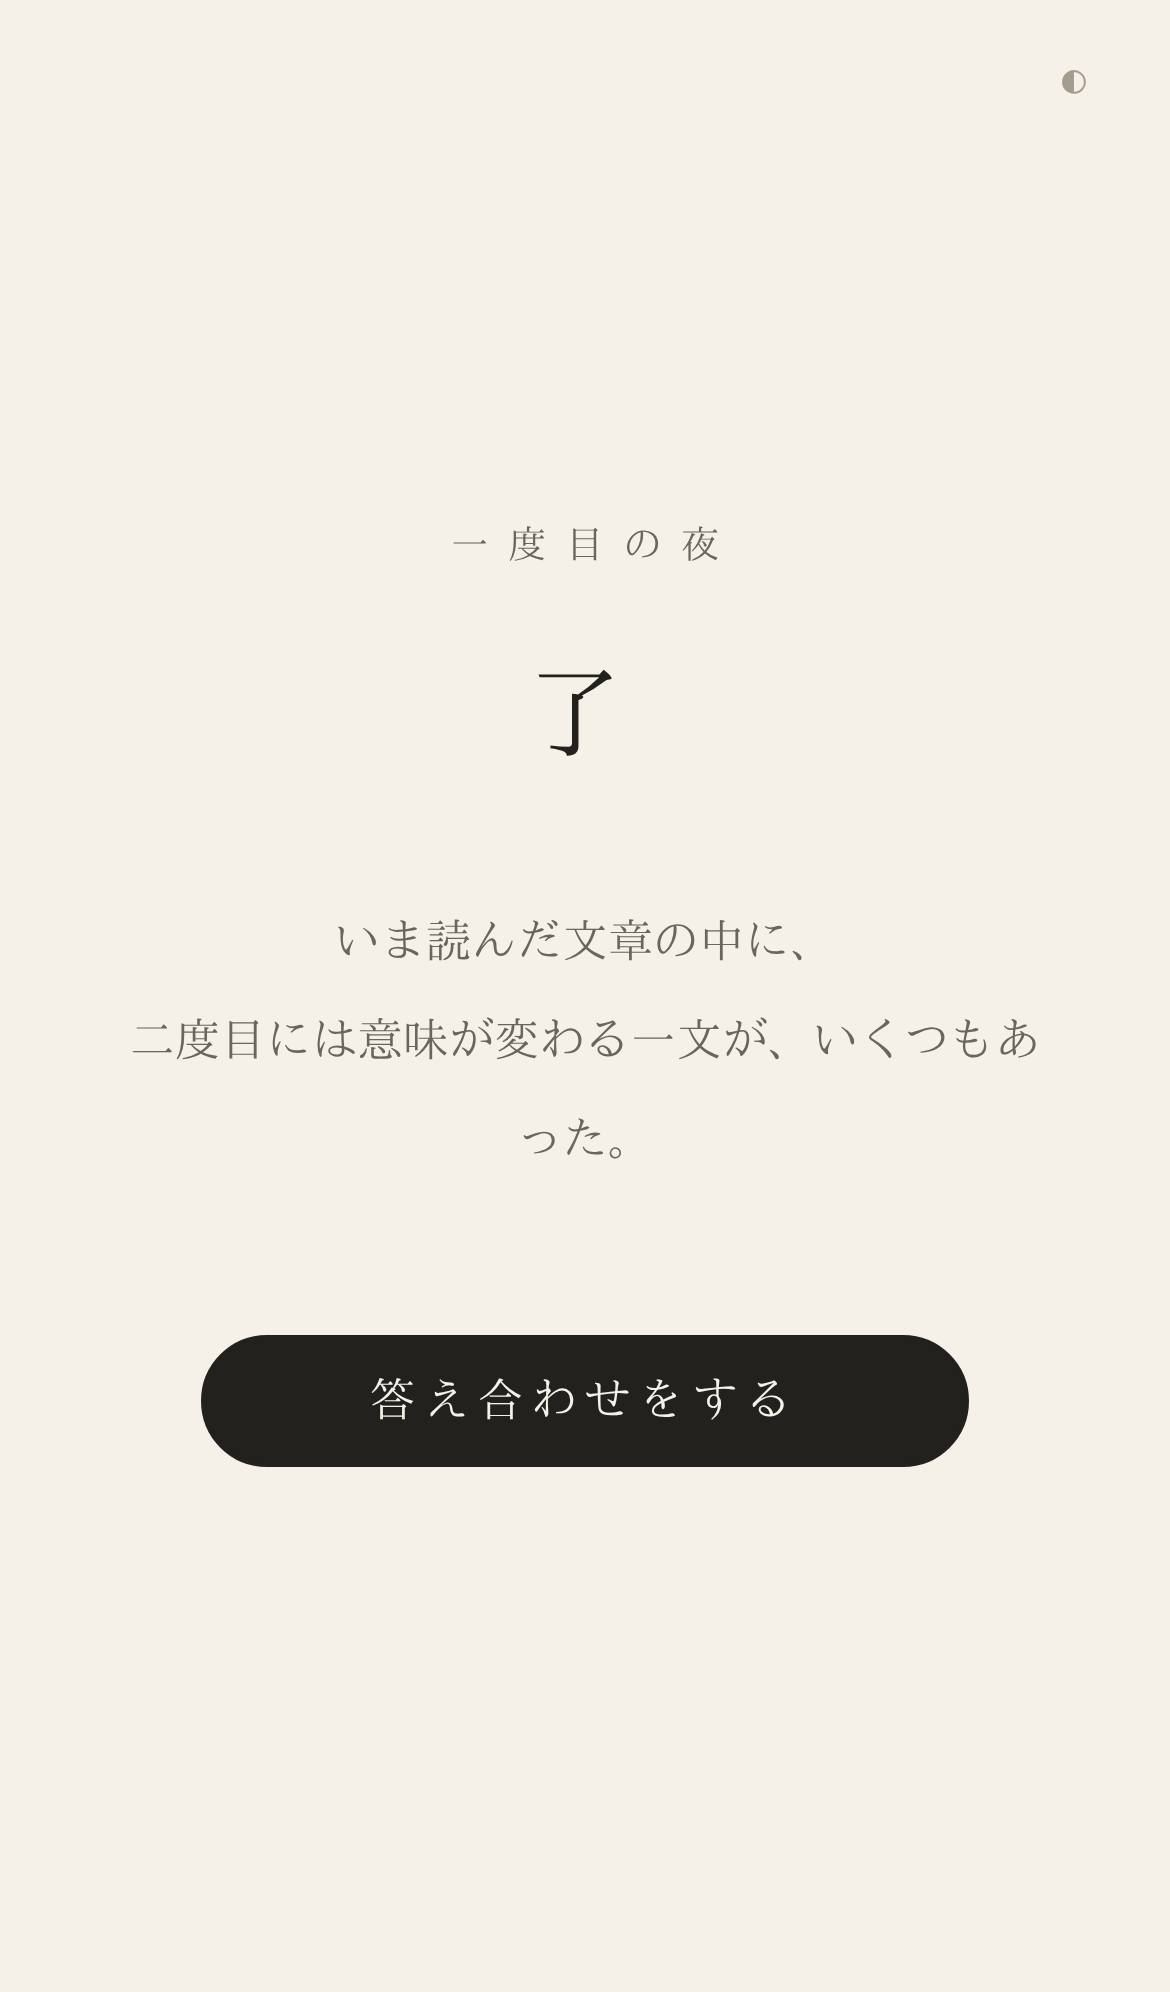 一度目の夜
了
いま読んだ文章の中に、
二度目には意味が変わる一文が、いくつもあ
った。
答え合わせをする